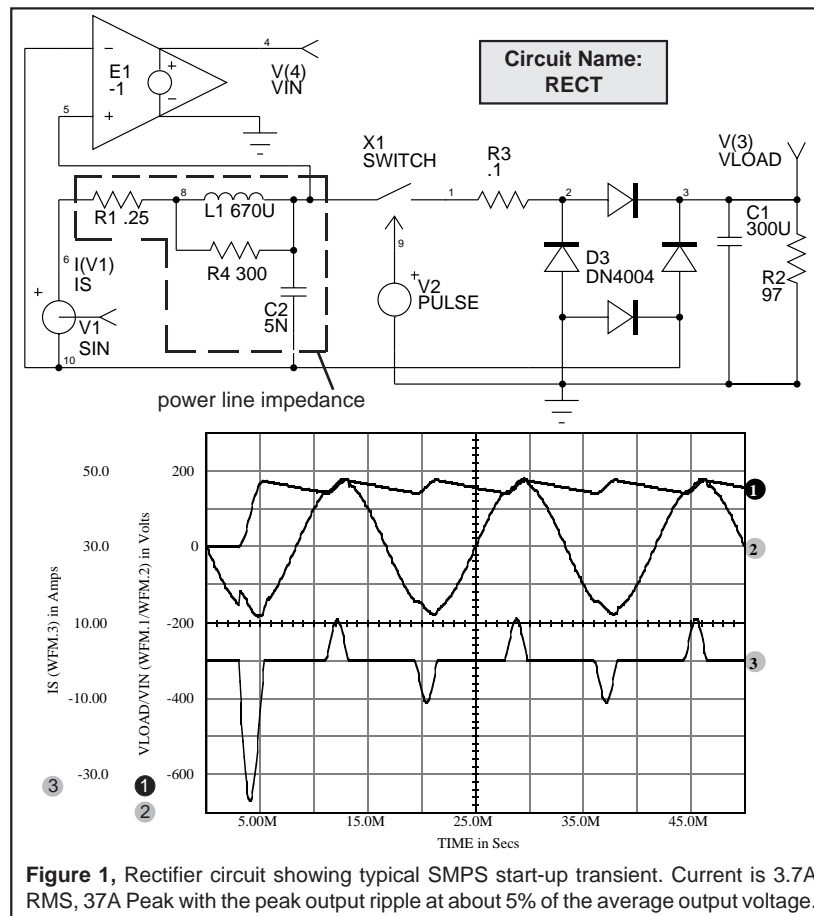 Circuit Name:
RECT
E1
-1
+
−
+
−
4
V(4)
VIN
5
X1
SWITCH
R3
.1
V(3)
VLOAD
R1 .25
8
L1 670U
R4 300
C2
5N
1
2
3
C1
300U
R2
97
D3
DN4004
9
+
V2
PULSE
6
I(V1)
IS
+
V1
SIN
10
power line impedance
IS (WFM.3) in Amps
50.0
30.0
10.00
-10.00
-30.0
VLOAD/VIN (WFM.1/WFM.2) in Volts
200
0
-200
-400
-600
1
2
3
3
1
2
5.00M 15.0M 25.0M 35.0M 45.0M
TIME in Secs
Figure 1, Rectifier circuit showing typical SMPS start-up transient. Current is 3.7A
RMS, 37A Peak with the peak output ripple at about 5% of the average output voltage.